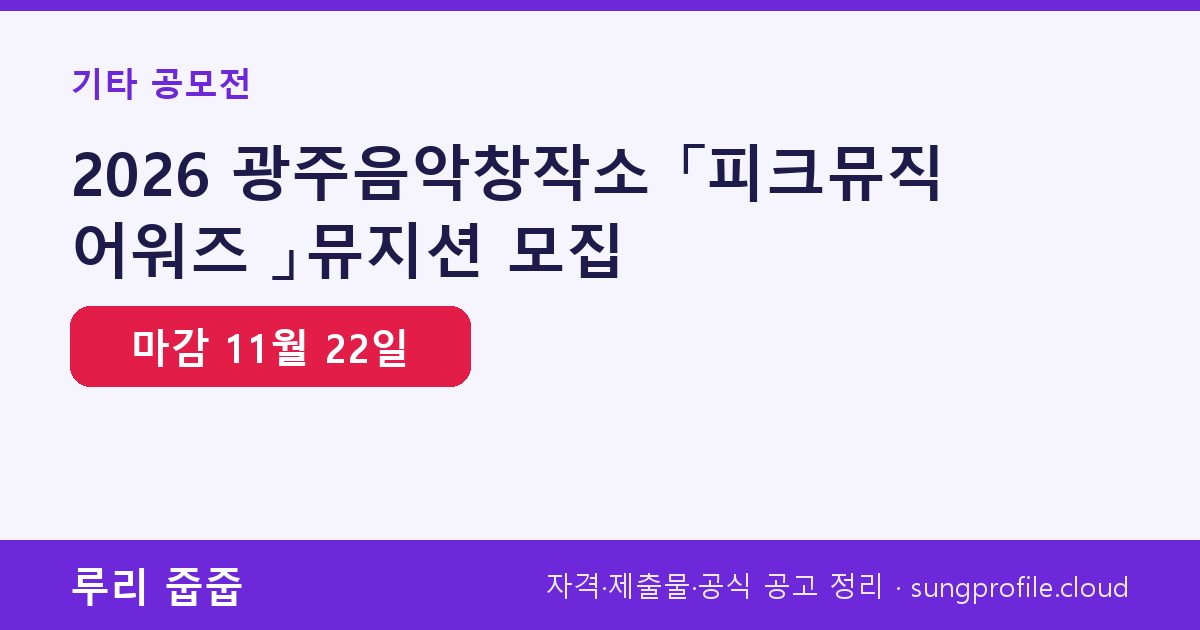 기타 공모전
2026 광주음악창작소 「피크뮤직
어워즈 」뮤지션 모집
마감 11월 22일
루리 줍줍
자격·제출물·공식 공고 정리 · sungprofile.cloud